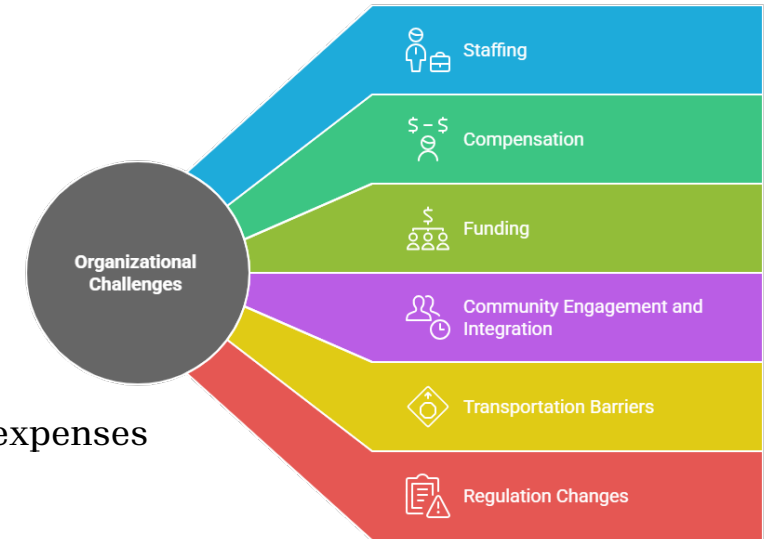 Staffing
$ – $
Compensation
$
Funding
Organizational
Challenges
Community Engagement and
Integration
Transportation Barriers
expenses
Regulation Changes